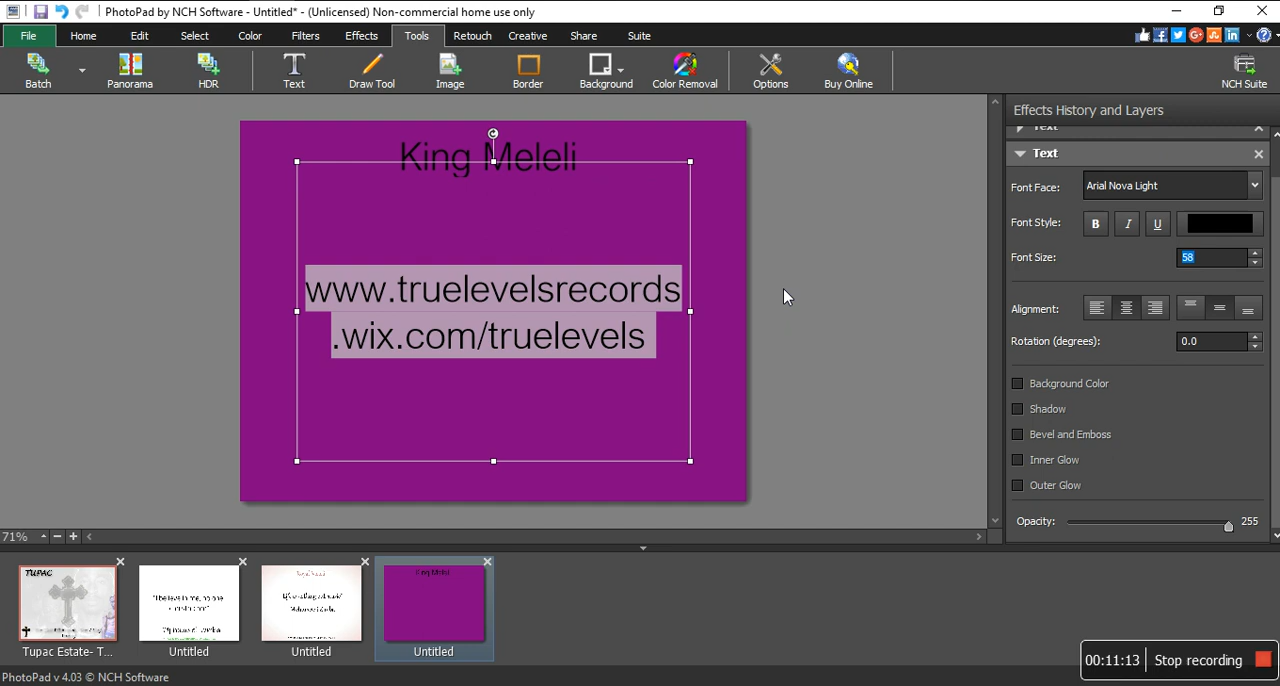 PhotoPad by NCH Software - Untitled* - (Unlicensed) Non-commercial home use only
File Home Edit Select Color Filters Effects Tools Retouch Creative Share Suite
Batch Panorama HDR Text Draw Tool Image Border Background Color Removal Options Buy Online NCH Suite
Effects History and Layers
Text
Text
King Meleli
www.truelevelsrecords
.wix.com/truelevels
Font Face: Arial Nova Light
Font Style: B I U
Font Size: 58
Alignment:
Rotation (degrees): 0.0
Background Color
Shadow
Bevel and Emboss
Inner Glow
Outer Glow
Opacity: 255
71%
TUPAC
King Meleli
Tupac Estate- T... Untitled Untitled Untitled
00:11:13 Stop recording
PhotoPad v 4.03 © NCH Software